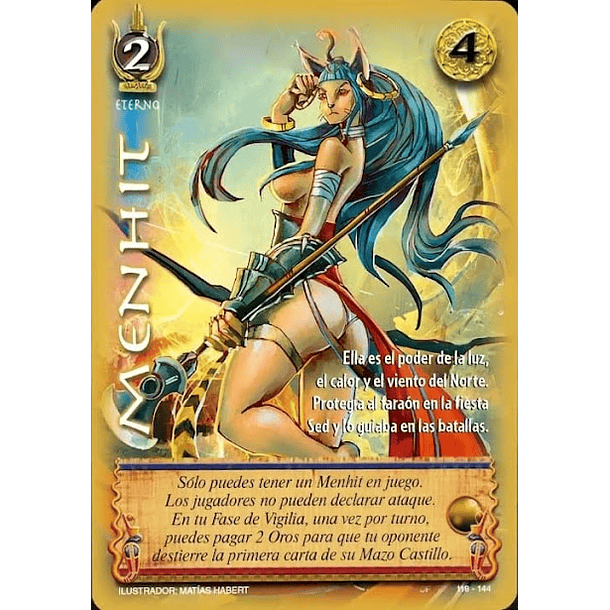 2
4
ETERNO
MENHIT
Ella es el poder de la luz,
el calor y el viento del Norte.
Protegía al faraón en la fiesta
Sed y lo guiaba en las batallas.
Sólo puedes tener un Menhit en juego.
Los jugadores no pueden declarar ataque.
En tu Fase de Vigilia, una vez por turno,
puedes pagar 2 Oros para que tu oponente
destierre la primera carta de su Mazo Castillo.
ILUSTRADOR: MATÍAS HABERT
- 144